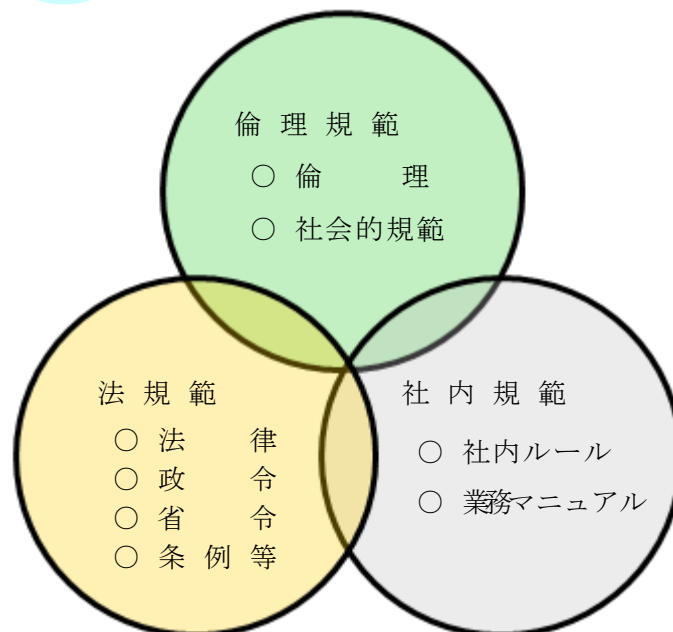 倫理規範
○ 倫理
○ 社会的規範
法規範
○ 法律
○ 政令
○ 省令
○ 条例等
社内規範
○ 社内ルール
○ 業務マニュアル